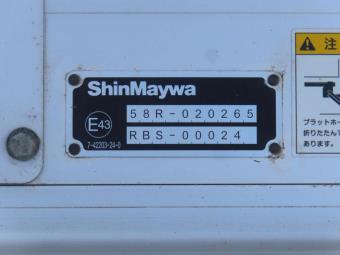 ShinMaywa
E43
58R-020265
RBS-00024
7-42203-24-0
注
プラットホー
折りたたんで
あります。